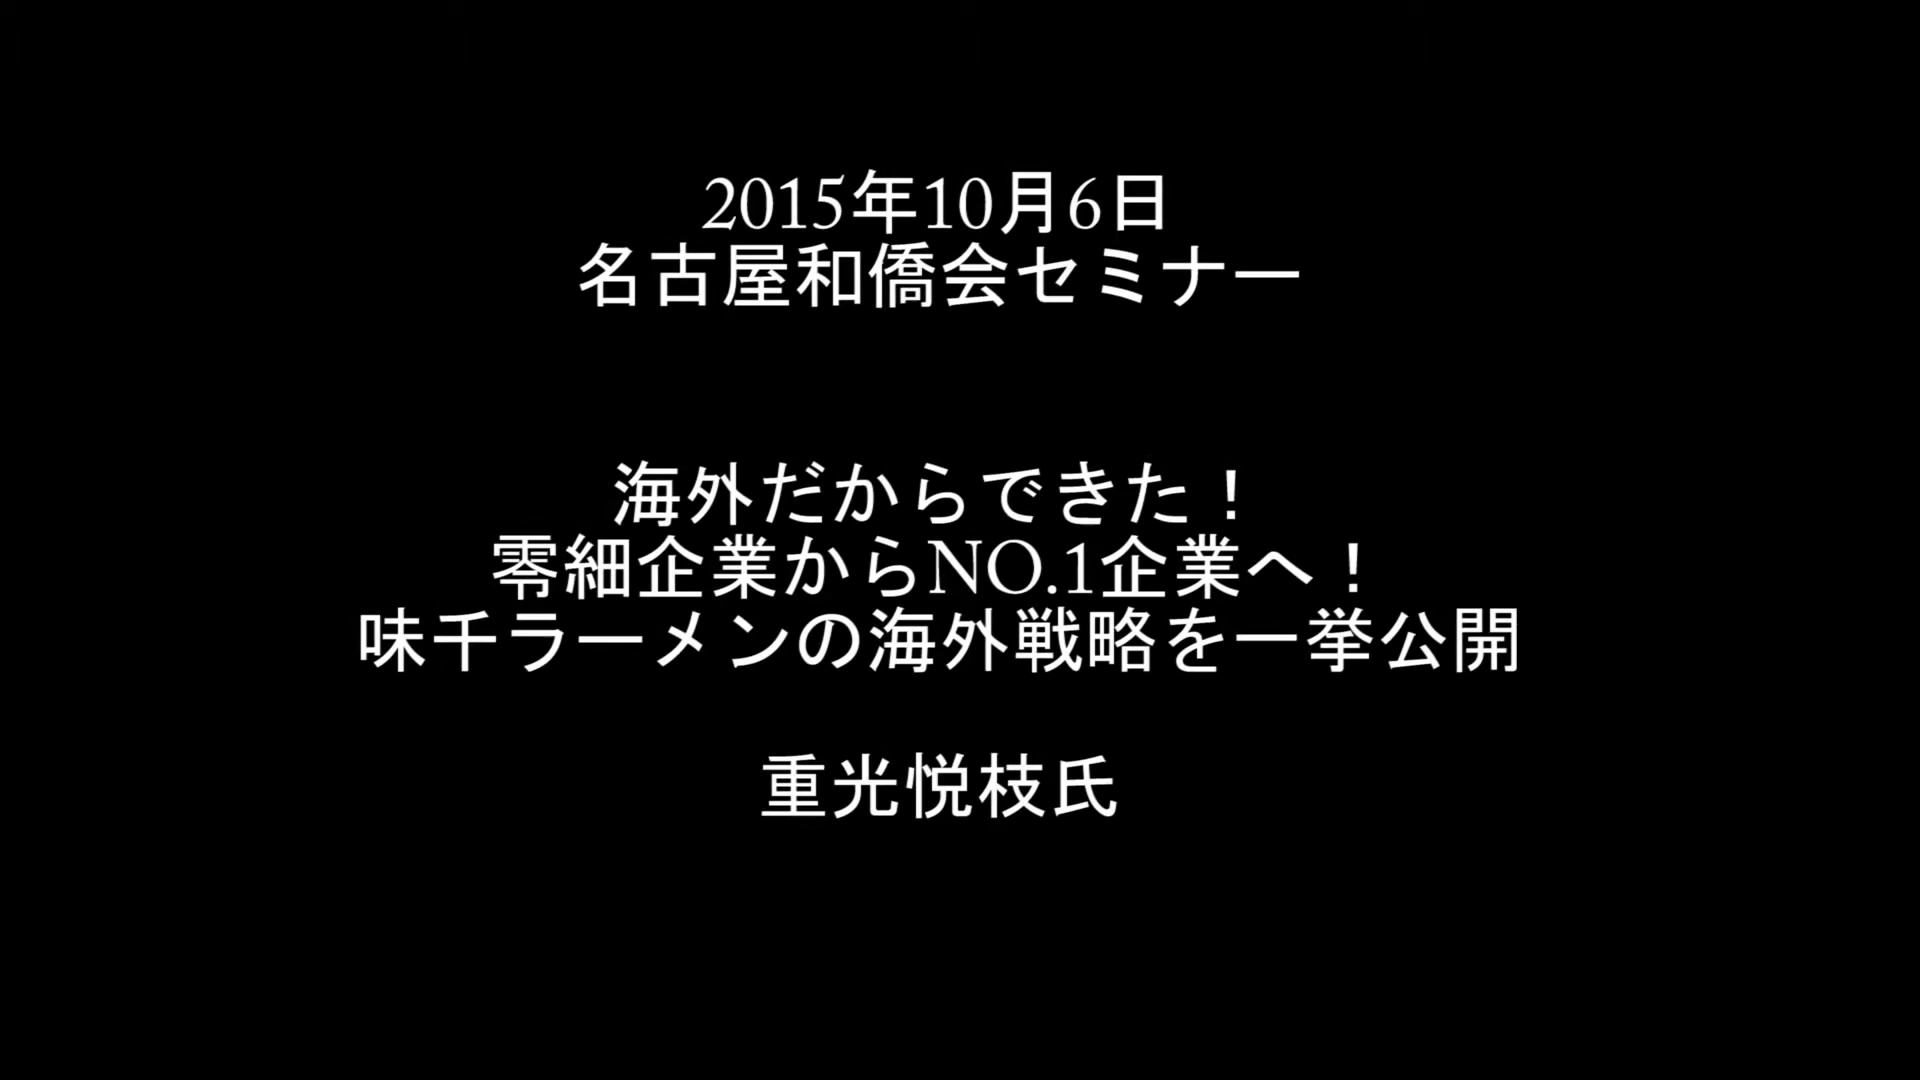 2015年10月6日
名古屋和僑会セミナー
海外だからできた！
零細企業からNO.1企業へ！
味千ラーメンの海外戦略を一挙公開
重光悦枝氏